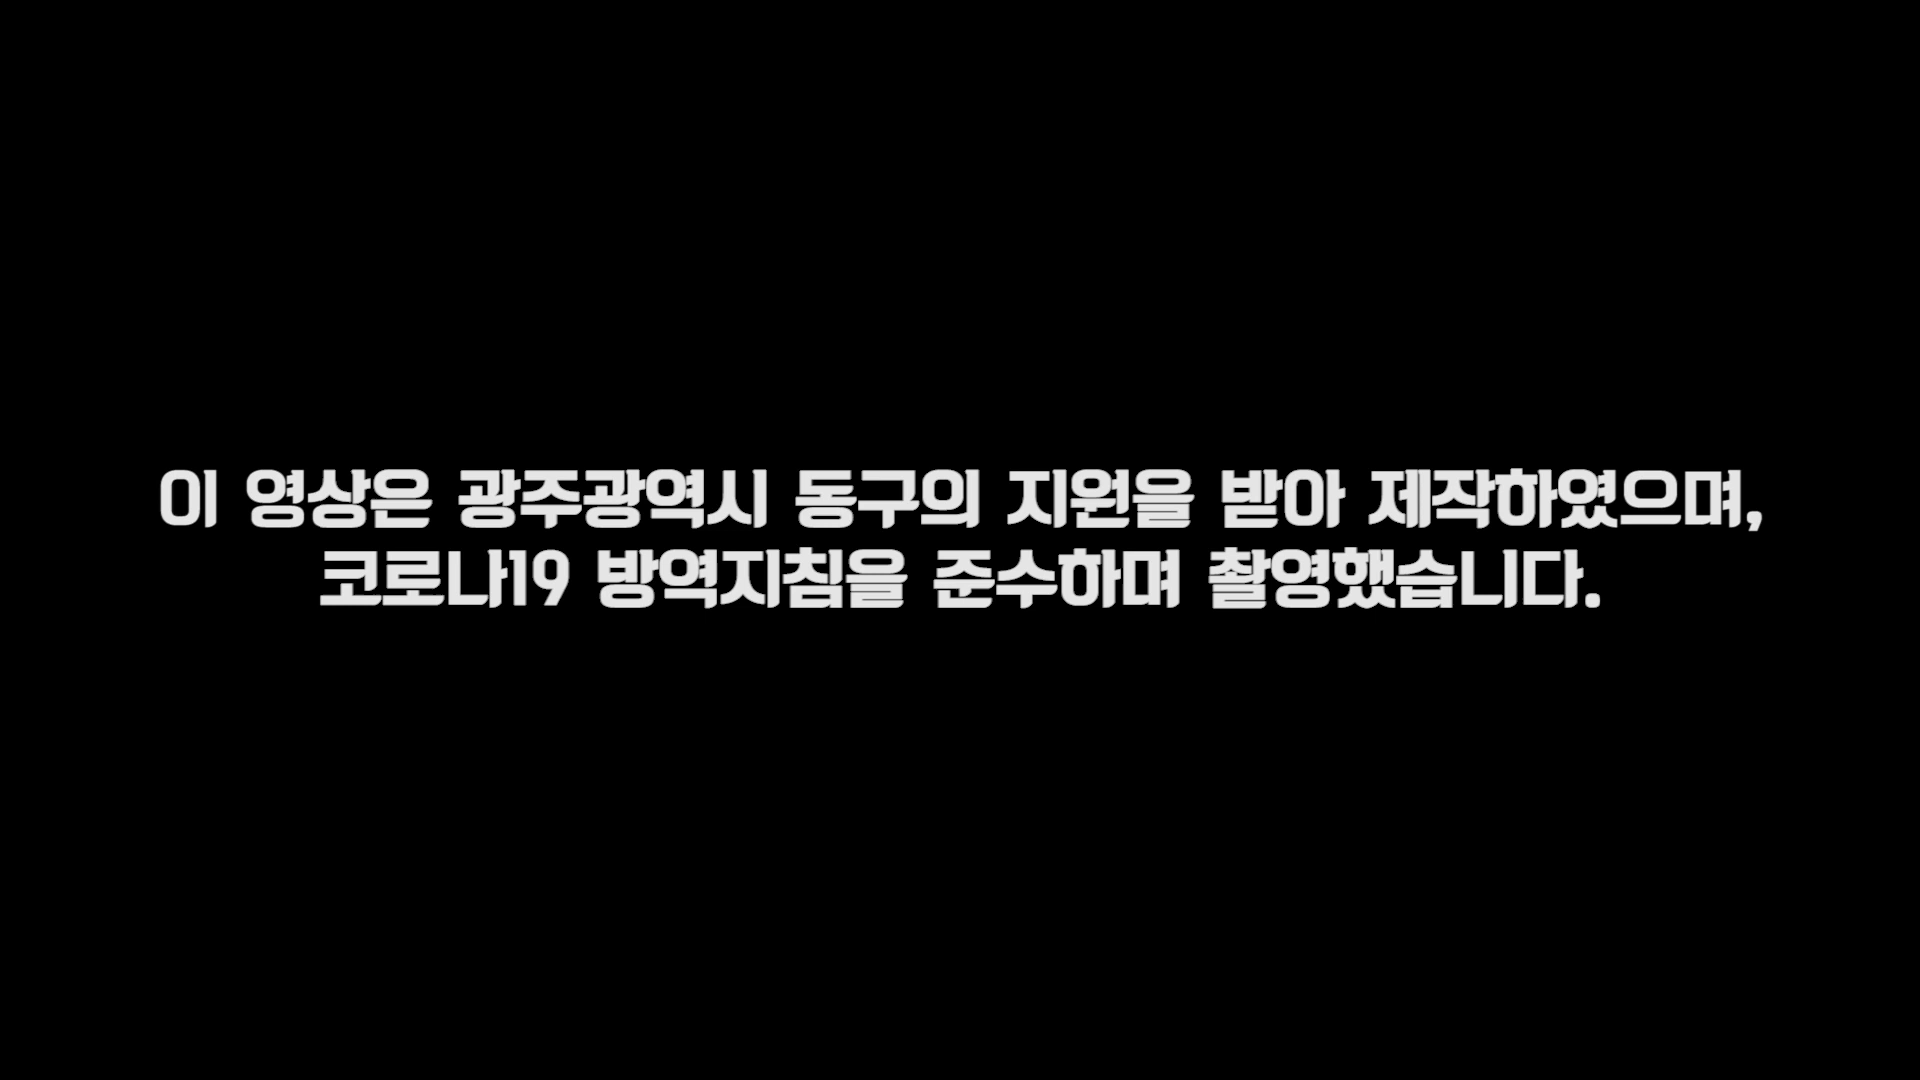 이 영상은 광주광역시 동구의 지원을 받아 제작하였으며,
코로나19 방역지침을 준수하며 촬영했습니다.